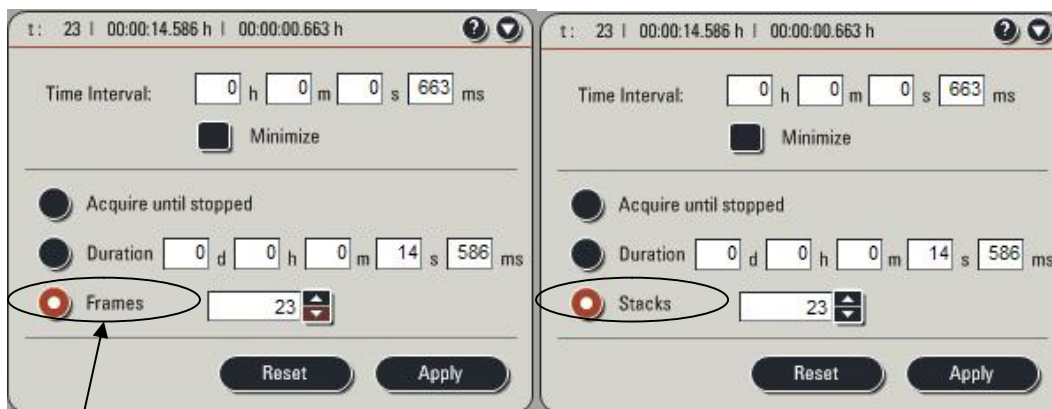 t: 23 | 00:00:14.586 h | 00:00:00.663 h ?
Time Interval: 0 h 0 m 0 s 663 ms
Minimize
Acquire until stopped
Duration 0 d 0 h 0 m 14 s 586 ms
Frames 23
Reset Apply
t: 23 | 00:00:14.586 h | 00:00:00.663 h ?
Time Interval: 0 h 0 m 0 s 663 ms
Minimize
Acquire until stopped
Duration 0 d 0 h 0 m 14 s 586 ms
Stacks 23
Reset Apply